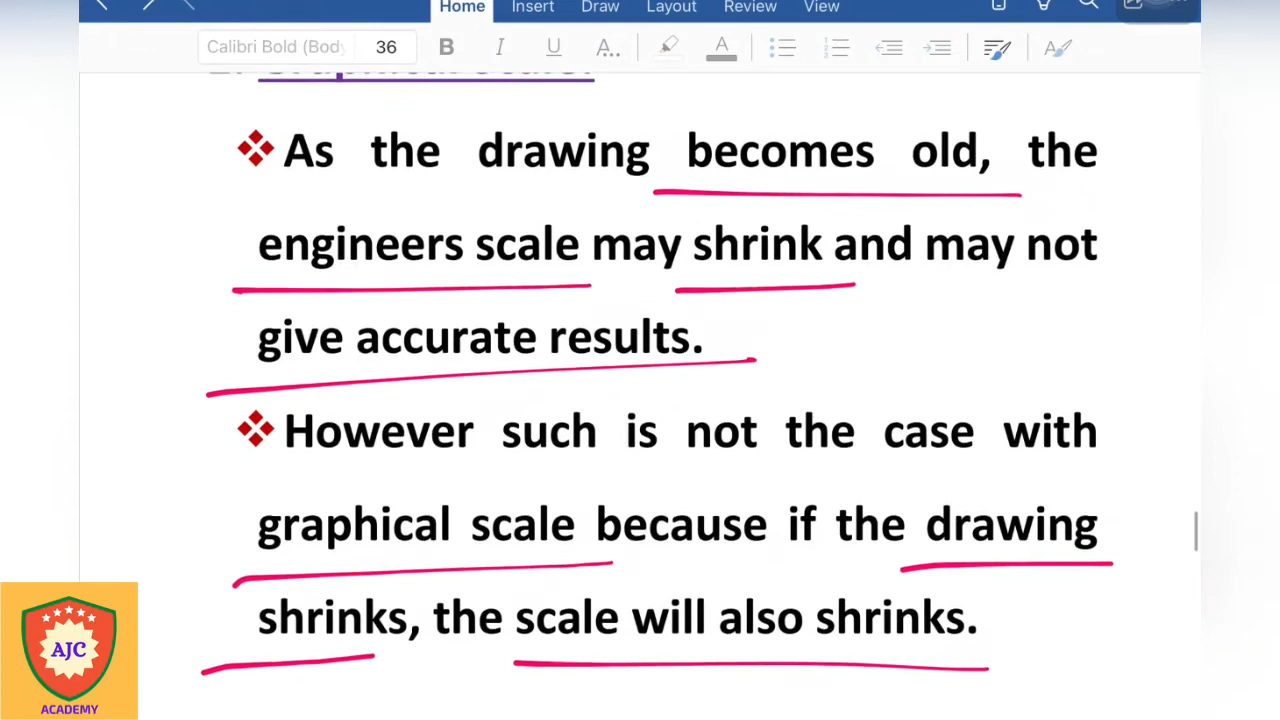 Home Insert Draw Layout Review View
Calibri Bold (Body 36 B I U A..  A
❖ As the drawing becomes old, the
engineers scale may shrink and may not
give accurate results.
❖ However such is not the case with
graphical scale because if the drawing
shrinks, the scale will also shrinks.
AJC
ACADEMY